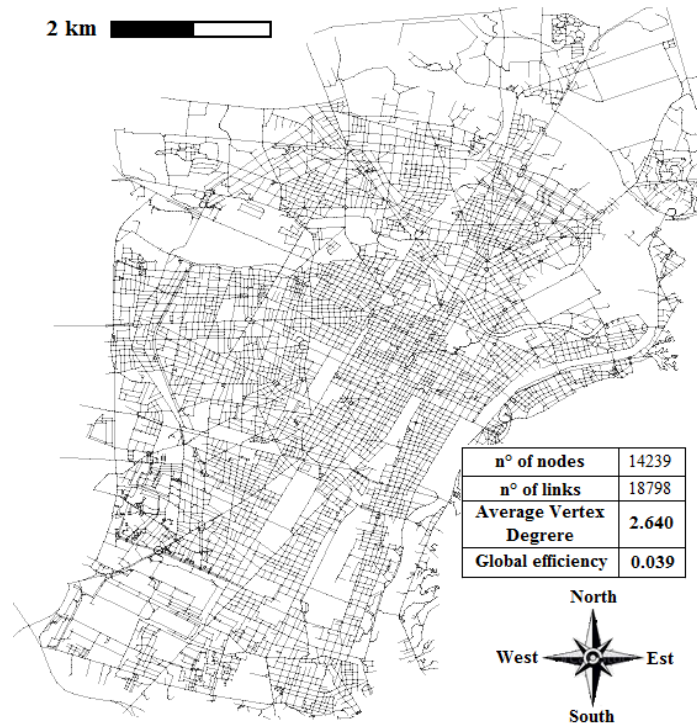 2 km
n° of nodes 14239
n° of links 18798
Average Vertex
Degrere 2.640
Global efficiency 0.039
North
West Est
South